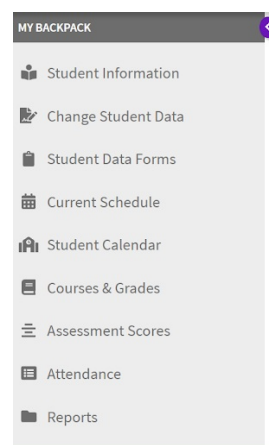 MY BACKPACK
Student Information
Change Student Data
Student Data Forms
Current Schedule
Student Calendar
Courses & Grades
Assessment Scores
Attendance
Reports